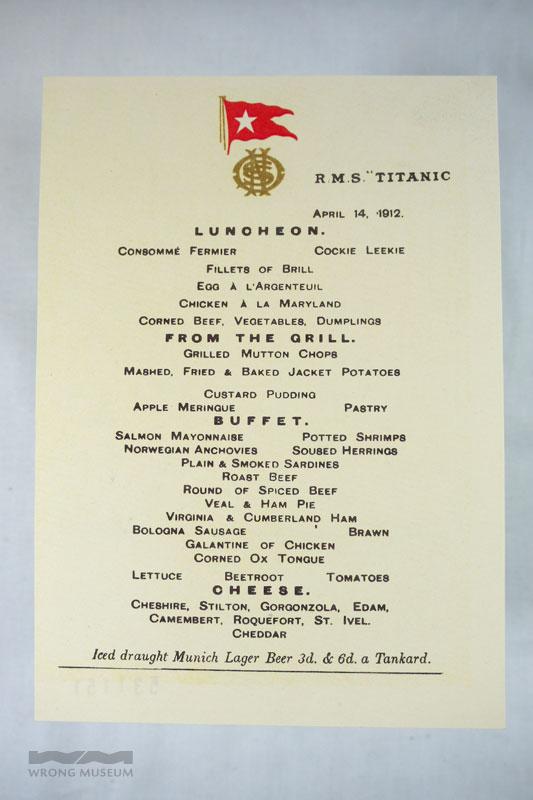 R.M.S. "TITANIC
APRIL 14, 1912.
LUNCHEON.
CONSOMMÉ FERMIER COCKIE LEEKIE
FILLETS OF BRILL
EGG À L'ARGENTEUIL
CHICKEN À LA MARYLAND
CORNED BEEF, VEGETABLES, DUMPLINGS
FROM THE GRILL.
GRILLED MUTTON CHOPS
MASHED, FRIED & BAKED JACKET POTATOES
CUSTARD PUDDING
APPLE MERINGUE PASTRY
BUFFET.
SALMON MAYONNAISE POTTED SHRIMPS
NORWEGIAN ANCHOVIES SOUSED HERRINGS
PLAIN & SMOKED SARDINES
ROAST BEEF
ROUND OF SPICED BEEF
VEAL & HAM PIE
VIRGINIA & CUMBERLAND HAM
BOLOGNA SAUSAGE BRAWN
GALANTINE OF CHICKEN
CORNED OX TONGUE
LETTUCE BEETROOT TOMATOES
CHEESE.
CHESHIRE, STILTON, GORGONZOLA, EDAM,
CAMEMBERT, ROQUEFORT, ST. IVEL.
CHEDDAR
Iced draught Munich Lager Beer 3d. & 6d. a Tankard.
WRONG MUSEUM